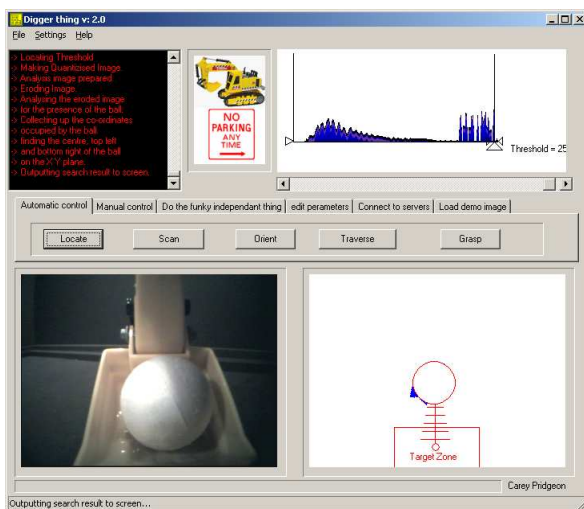 Digger thing v: 2.0
File Settings Help
-> Locating Threshold
-> Making Quantized Image.
-> Analysis image prepared.
-> Eroding Image
-> Analysing the eroded image
-> for the presence of the ball.
-> Collecting up the co-ordinates
-> occupied by the ball
-> finding the centre, top left
-> and bottom right of the ball
-> on the X-Y plane.
-> Outputting search result to screen.
NO
PARKING
ANY
TIME
Threshold = 25
Automatic control Manual control Do the funky independant thing edit perameters Connect to servers Load demo image
Locate Scan Orient Traverse Grasp
Target Zone
Carey Pridgeon
Outputting search result to screen...